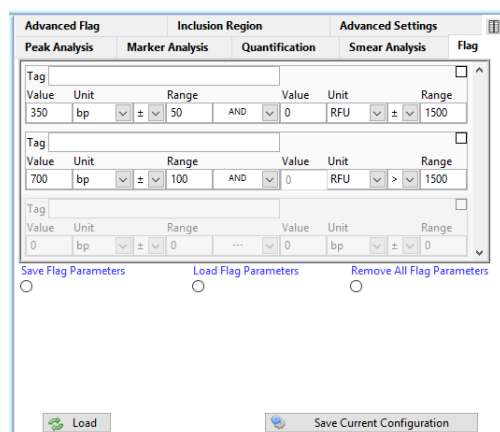 Advanced Flag Inclusion Region Advanced Settings
Peak Analysis Marker Analysis Quantification Smear Analysis Flag
Tag
Value Unit Range Value Unit Range
350 bp ± 50 AND 0 RFU ± 1500
Tag
Value Unit Range Value Unit Range
700 bp ± 100 AND 0 RFU > 1500
Tag
Value Unit Range Value Unit Range
0 bp ± 0 --- 0 bp ± 0
Save Flag Parameters Load Flag Parameters Remove All Flag Parameters
Load Save Current Configuration